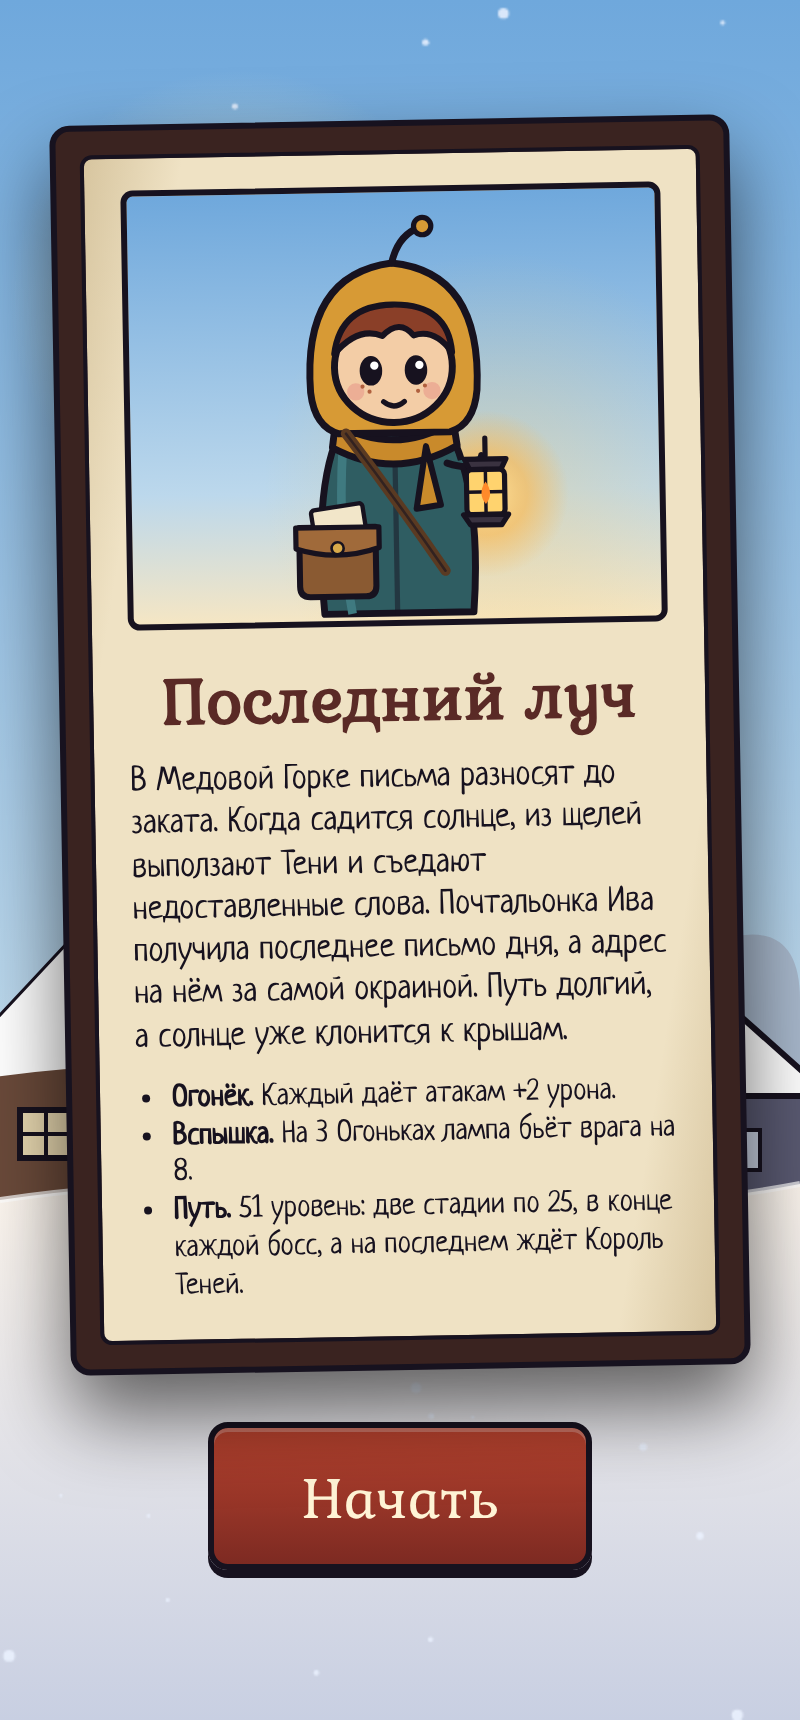 Последний луч
В Медовой Горке письма разносят до
заката. Когда садится солнце, из щелей
выползают Тени и съедают
недоставленные слова. Почтальонка Ива
получила последнее письмо дня, а адрес
на нём за самой окраиной. Путь долгий,
а солнце уже клонится к крышам.
• Огонёк. Каждый даёт атакам +2 урона.
• Вспышка. На 3 Огоньках лампа бьёт врага на
8.
• Путь. 51 уровень: две стадии по 25, в конце
каждой босс, а на последнем ждёт Король
Теней.
Начать